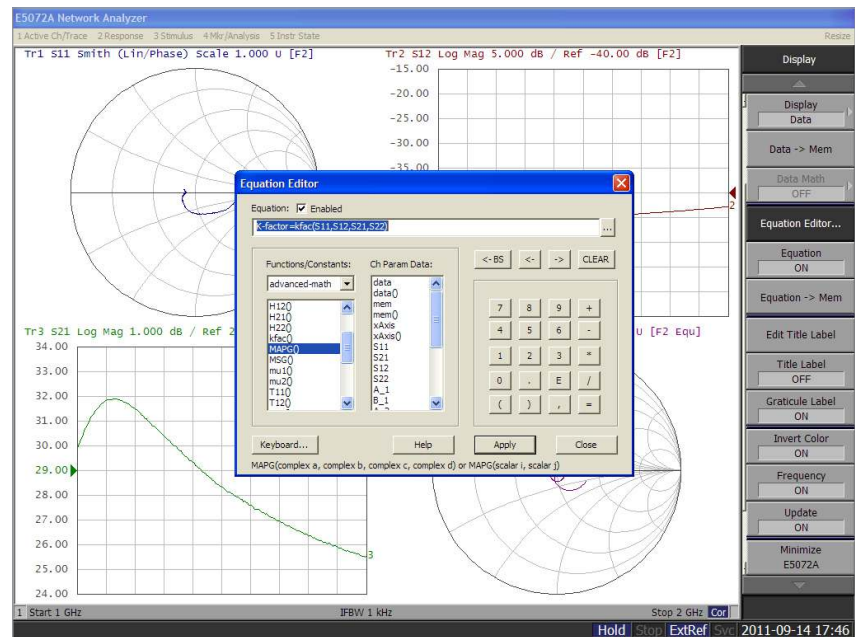 E5072A Network Analyzer
1 Active Ch/Trace 2 Response 3 Stimulus 4 Mkr/Analysis 5 Instr State
Resize
Tr1 S11 Smith (Lin/Phase) Scale 1.000 U [F2]
Tr2 S12 Log Mag 5.000 dB / Ref -40.00 dB [F2]
-15.00
-20.00
-25.00
-30.00
-35.00
2
Equation Editor
Equation: Enabled
K-factor=kfac(S11,S12,S21,S22)
...
Functions/Constants:
advanced-math
H12()
H21()
H22()
kfac()
MAPG()
MSG()
mu1()
mu2()
T11()
T12()
Ch Param Data:
data
data()
mem
mem()
xAxis
xAxis()
S11
S21
S12
S22
A_1
B_1
<- BS <- -> CLEAR
7 8 9 +
4 5 6 -
1 2 3 *
0 . E /
( ) , =
Keyboard... Help Apply Close
MAPG(complex a, complex b, complex c, complex d) or MAPG(scalar i, scalar j)
Tr3 S21 Log Mag 1.000 dB / Ref 2
34.00
33.00
32.00
31.00
30.00
29.00
28.00
27.00
26.00
25.00
24.00
3
U [F2 Equ]
Display
Display
Data
Data -> Mem
Data Math
OFF
Equation Editor...
Equation
ON
Equation -> Mem
Edit Title Label
Title Label
OFF
Graticule Label
ON
Invert Color
ON
Frequency
ON
Update
ON
Minimize
E5072A
1 Start 1 GHz IFBW 1 kHz Stop 2 GHz Cor
Hold Stop ExtRef Svc 2011-09-14 17:46